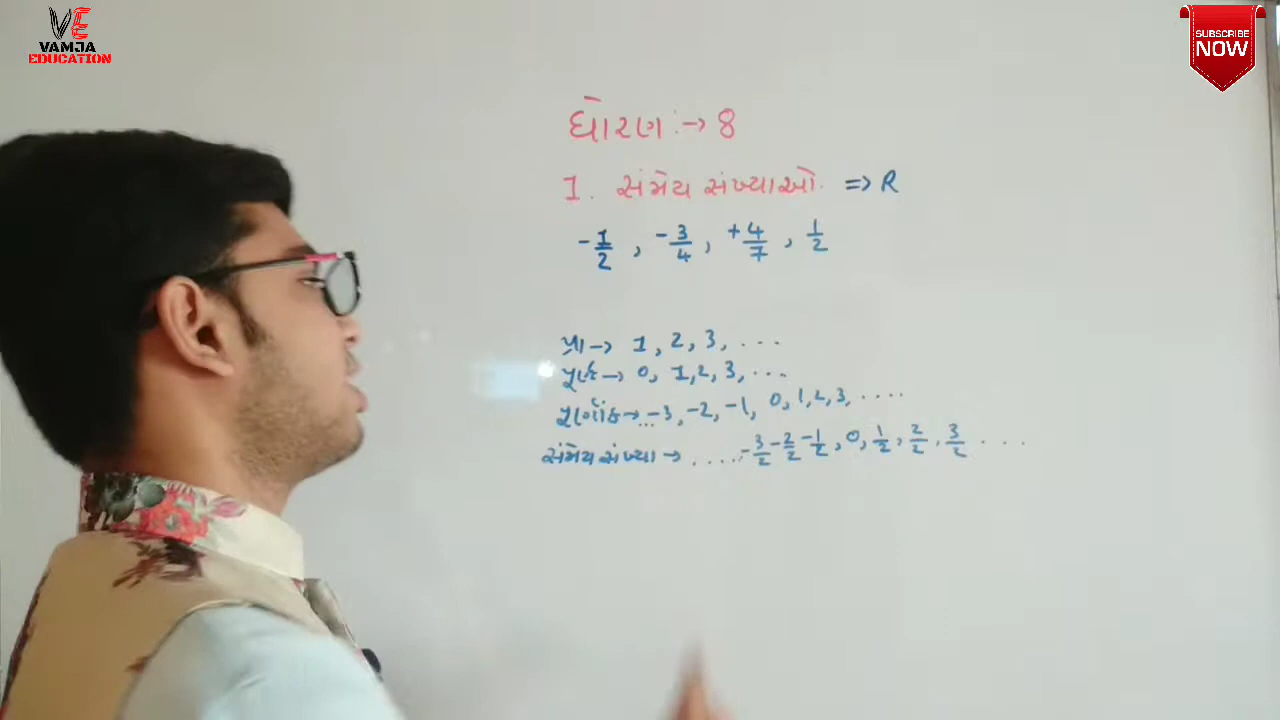 VE
VAMJA
EDUCATION
SUBSCRIBE
NOW
ધોરણ :→ 8
1. સંમેય સંખ્યાઓ. => R
-1/2 , -3/4 , +4/7 , 1/2
પ્રા → 1, 2, 3, ...
પૂર્ણ → 0, 1, 2, 3, ...
પૂર્ણાંક → ... -3, -2, -1, 0, 1, 2, 3, ....
સંમેય સંખ્યા → ..... -3/2 -2/2 -1/2, 0, 1/2, 2/2, 3/2 ...